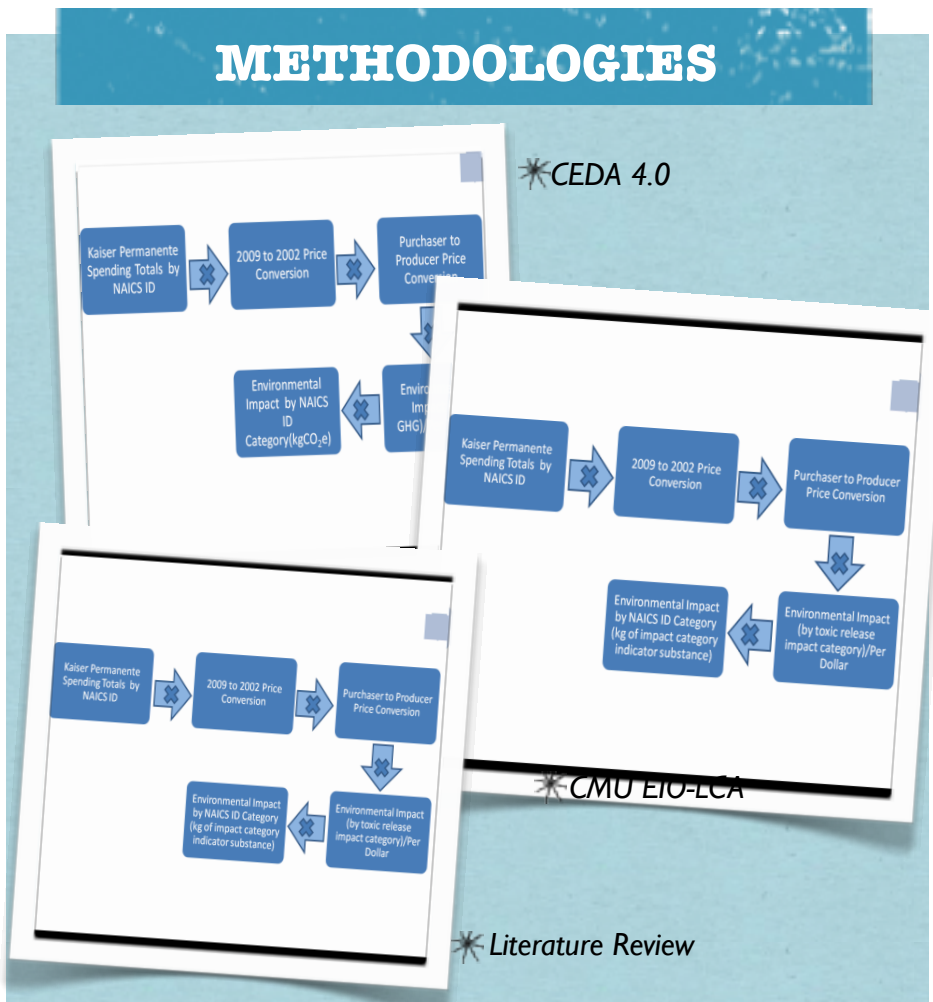 METHODOLOGIES
CEDA 4.0
Kaiser Permanente
Spending Totals by
NAICS ID
2009 to 2002 Price
Conversion
Purchaser to
Producer Price
Environmental
Impact by NAICS
ID
Category(kgCO₂e)
GHG)/
Kaiser Permanente
Spending Totals by
NAICS ID
2009 to 2002 Price
Conversion
Purchaser to Producer
Price Conversion
Environmental Impact
by NAICS ID Category
(kg of impact category
indicator substance)
Environmental Impact
(by toxic release
impact category)/Per
Dollar
CMU EIO-LCA
Kaiser Permanente
Spending Totals by
NAICS ID
2009 to 2002 Price
Conversion
Purchaser to Producer
Price Conversion
Environmental Impact
by NAICS ID Category
(kg of impact category
indicator substance)
Environmental Impact
(by toxic release
impact category)/Per
Dollar
Literature Review